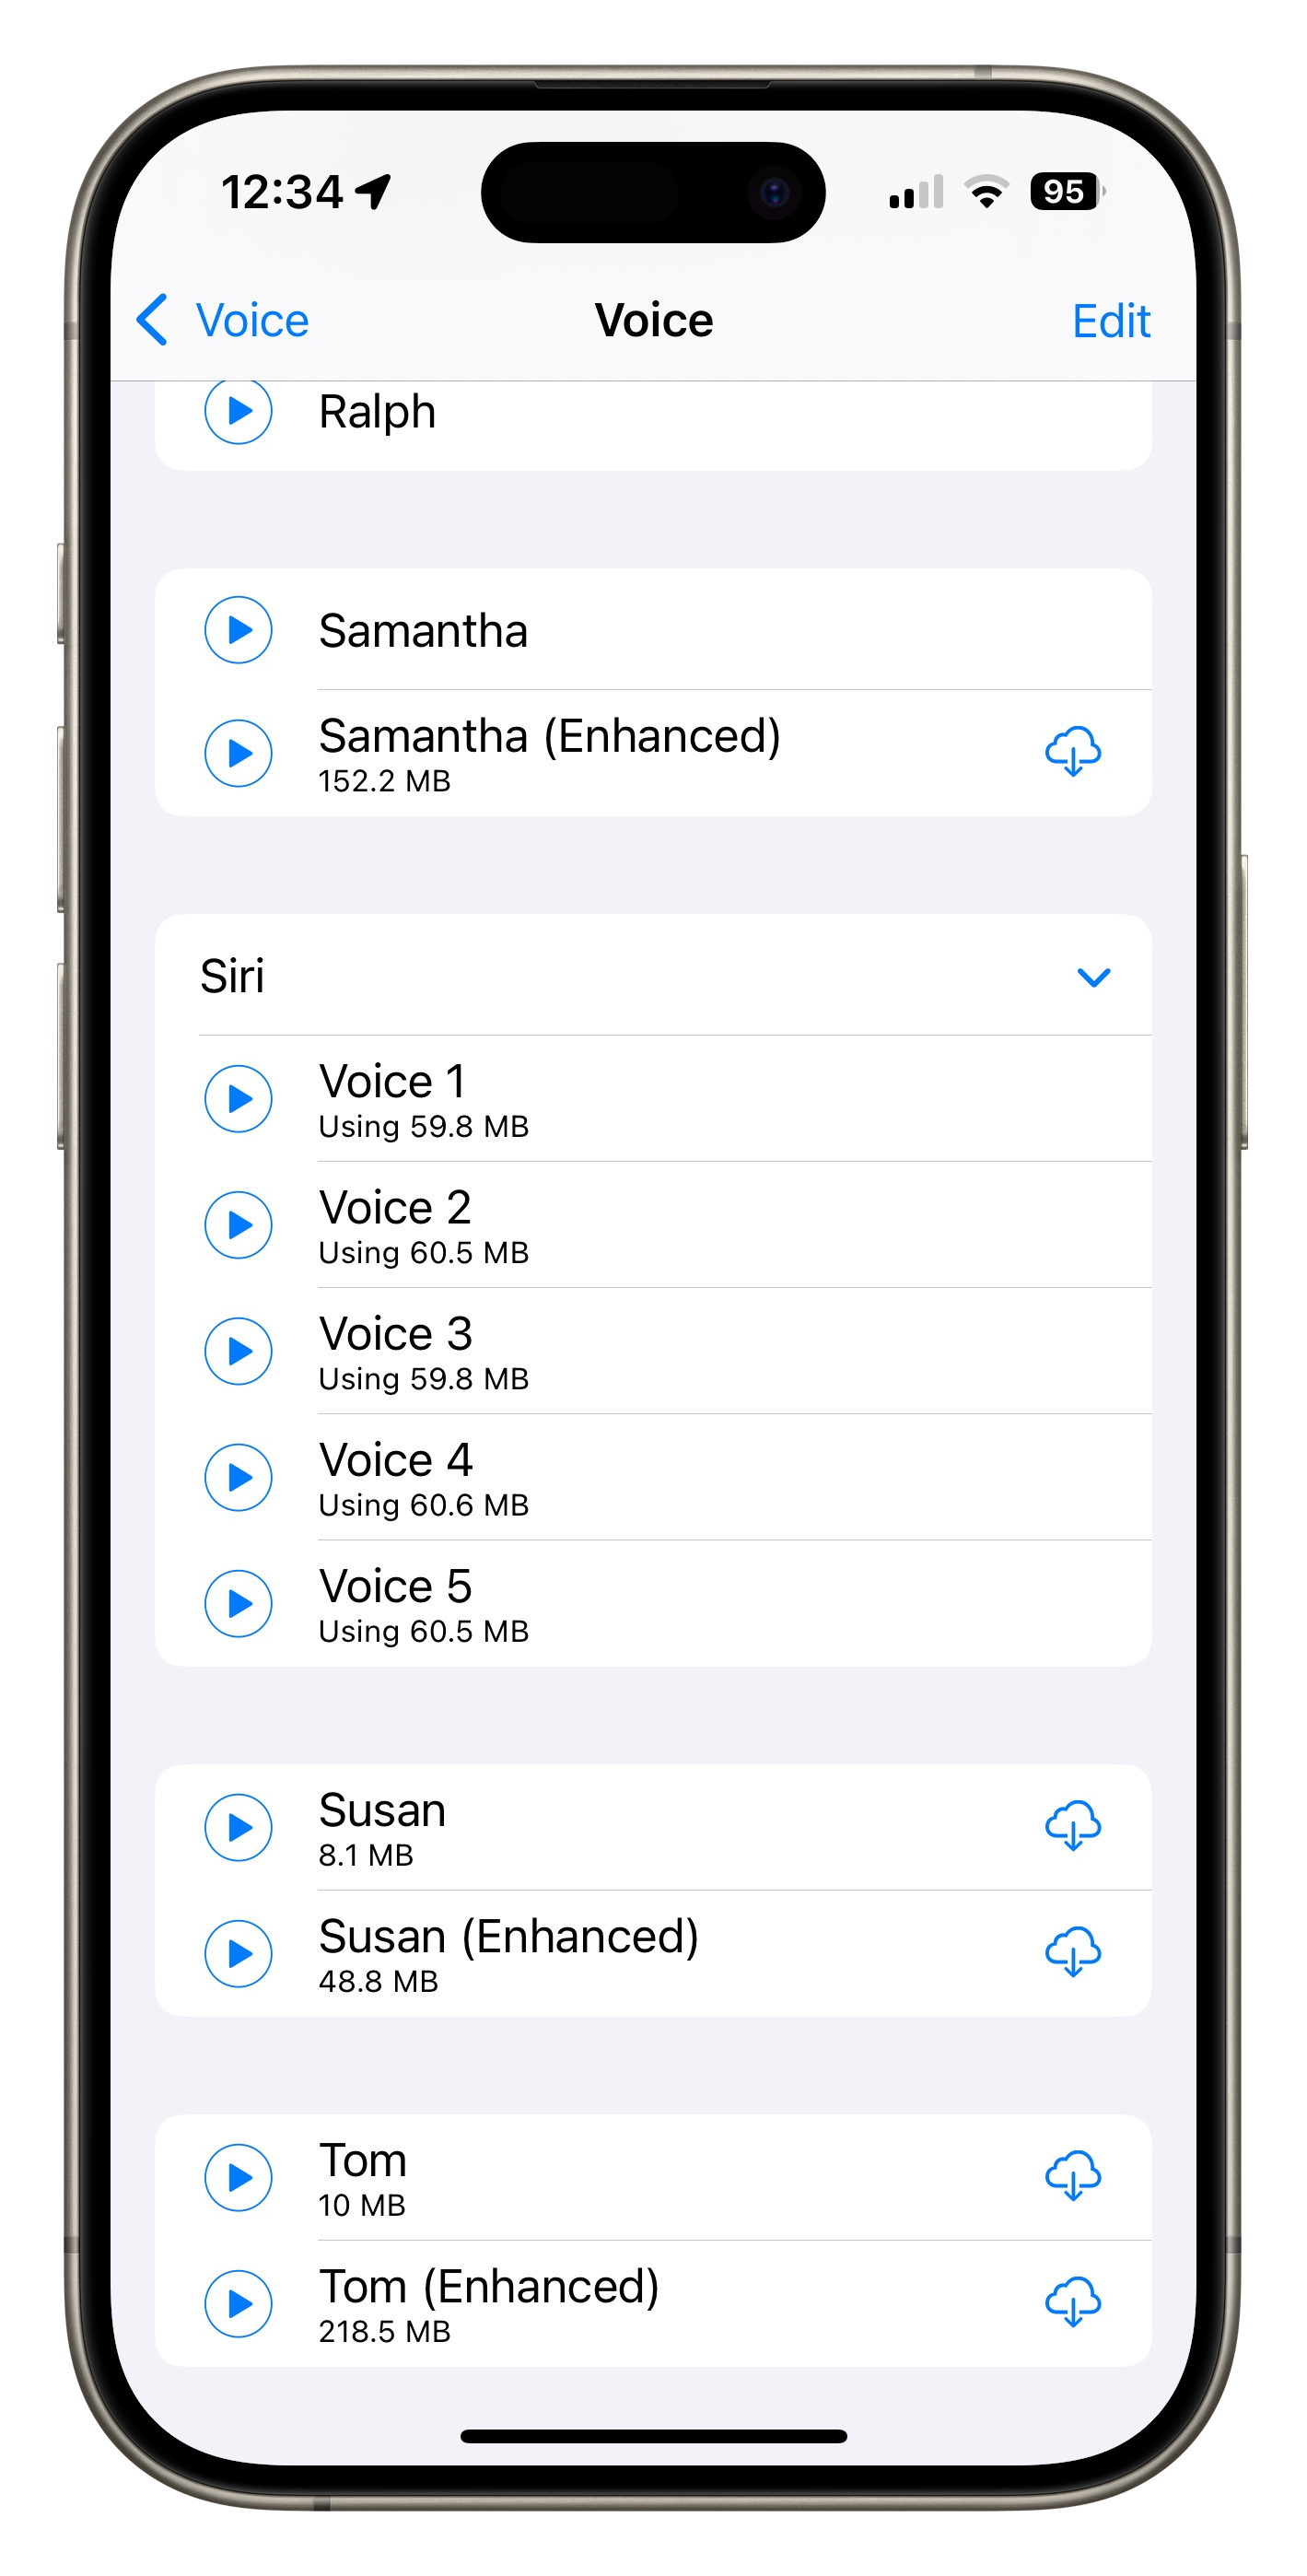 12:34 95
Voice Voice Edit
Ralph
Samantha
Samantha (Enhanced)
152.2 MB
Siri
Voice 1
Using 59.8 MB
Voice 2
Using 60.5 MB
Voice 3
Using 59.8 MB
Voice 4
Using 60.6 MB
Voice 5
Using 60.5 MB
Susan
8.1 MB
Susan (Enhanced)
48.8 MB
Tom
10 MB
Tom (Enhanced)
218.5 MB